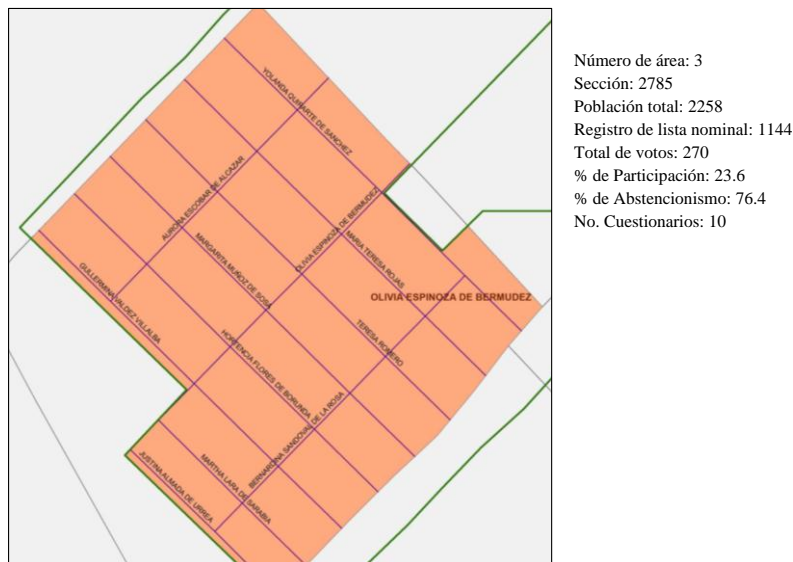 YOLANDA QUIRARTE DE SANCHEZ
AURORA ESCOBAR DE ALCAZAR
OLIVIA ESPINOZA DE BERMUDEZ
MARGARITA MUÑOZ DE SOSA
MARIA TERESA ROJAS
GULLERMINA VALDEZ VILLALBA
OLIVIA ESPINOZA DE BERMUDEZ
TERESA ROMERO
HORTENCIA FLORES DE BORUNDA
BERNARDINA SANDOVAL DE LA ROSA
MARTHA LARA DE SARABIA
JUSTINA ALMADA DE URREA
Número de área: 3
Sección: 2785
Población total: 2258
Registro de lista nominal: 1144
Total de votos: 270
% de Participación: 23.6
% de Abstencionismo: 76.4
No. Cuestionarios: 10